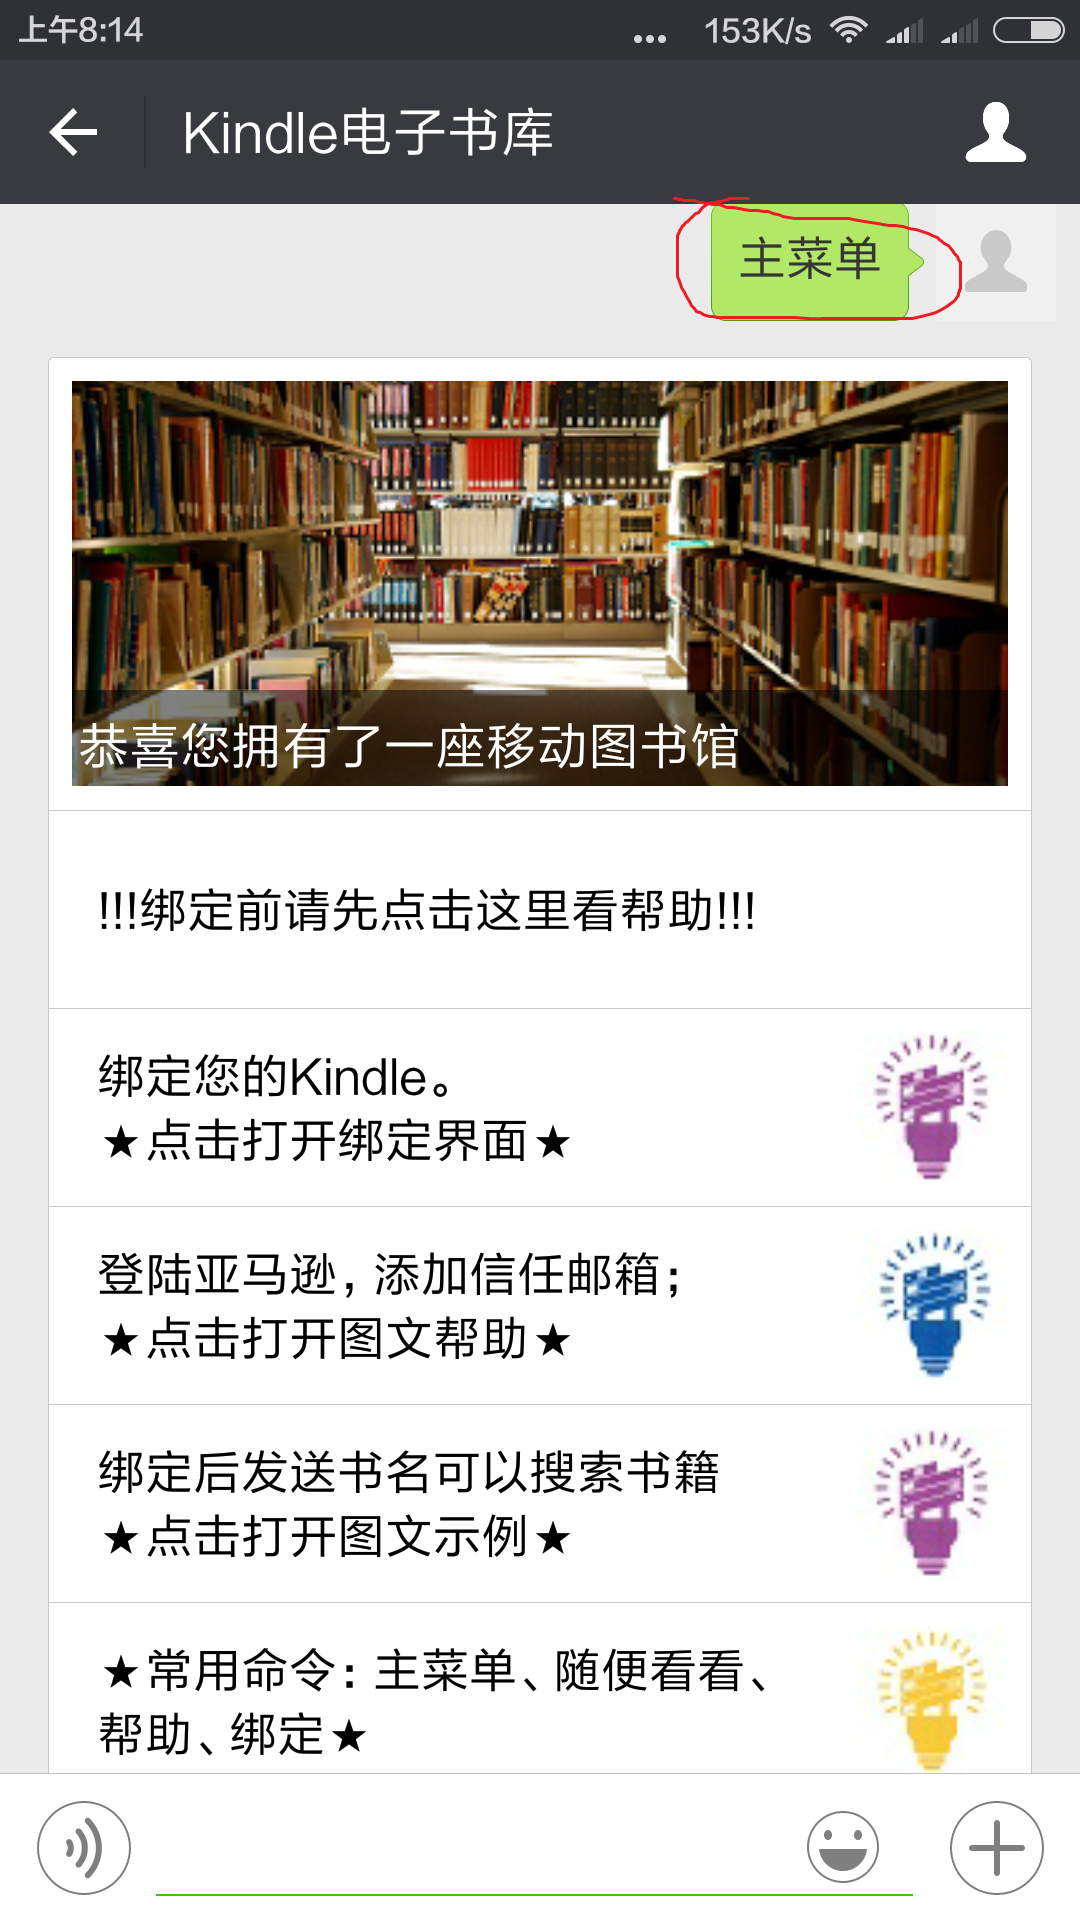 上午8:14
... 153K/s
Kindle电子书库
主菜单
恭喜您拥有了一座移动图书馆
!!!绑定前请先点击这里看帮助!!!
绑定您的Kindle。
★点击打开绑定界面★
登陆亚马逊，添加信任邮箱；
★点击打开图文帮助★
绑定后发送书名可以搜索书籍
★点击打开图文示例★
★常用命令：主菜单、随便看看、
帮助、绑定★